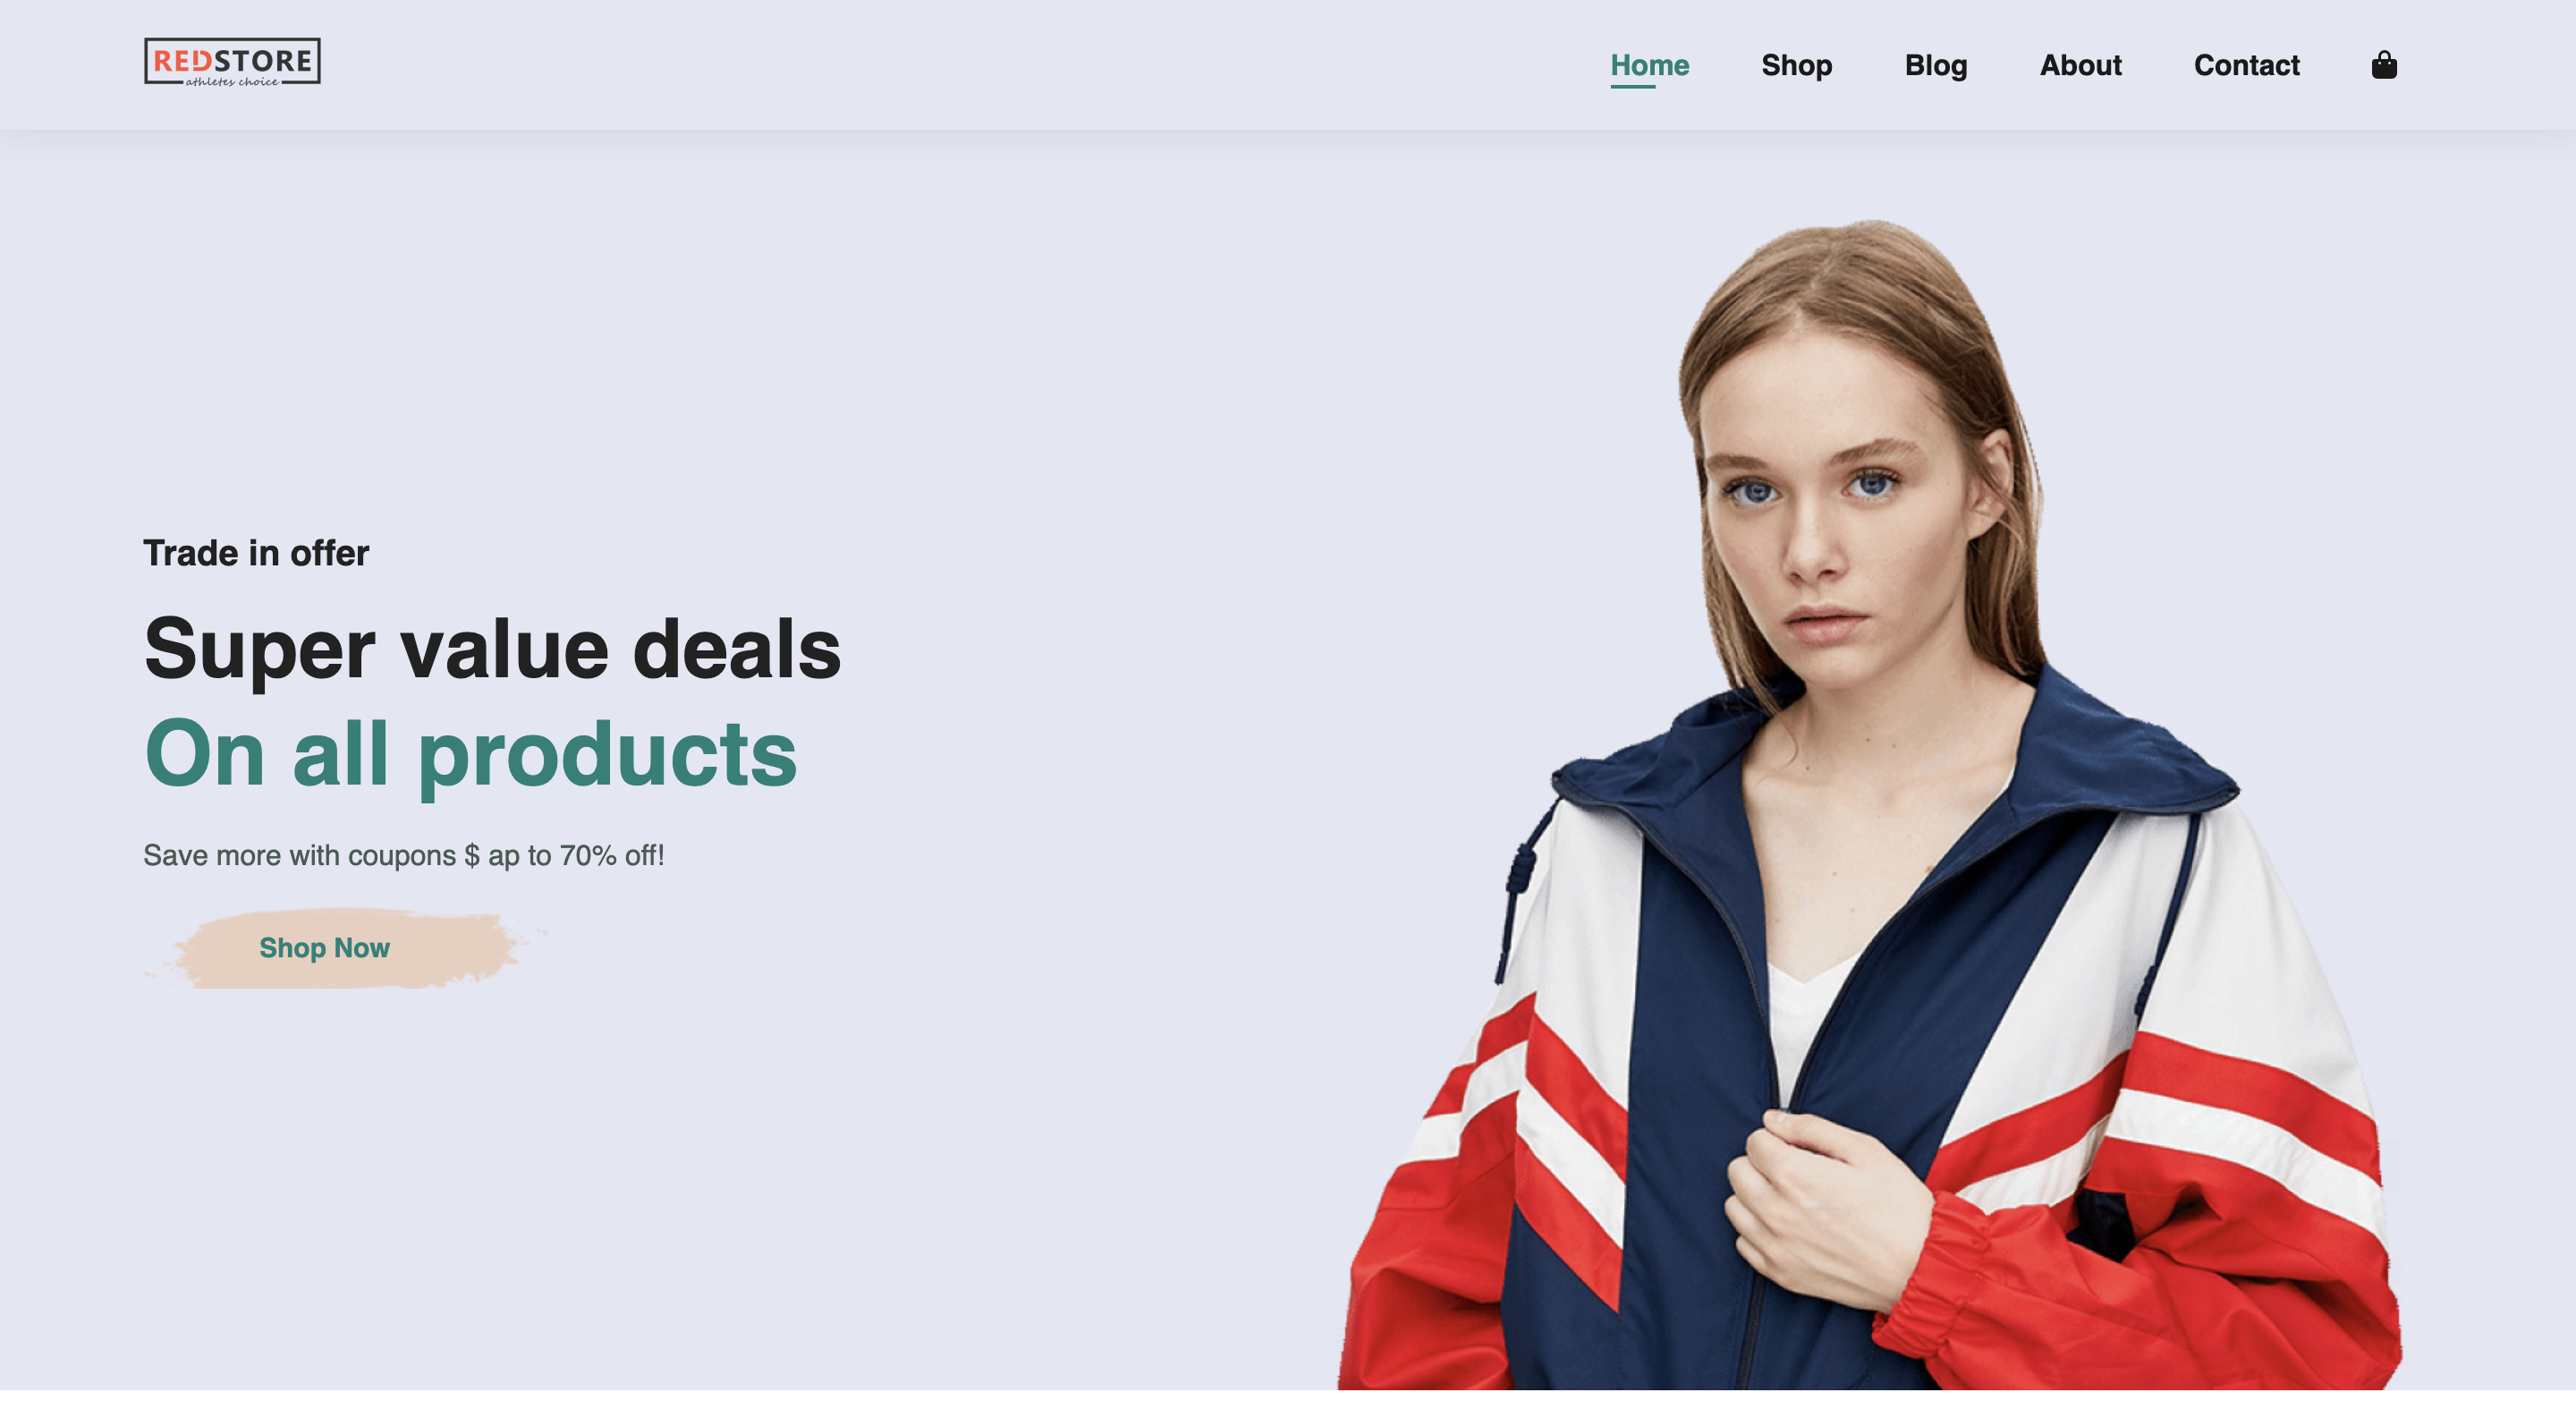 REDSTORE
athletes choice
Home Shop Blog About Contact
Trade in offer
Super value deals
On all products
Save more with coupons $ ap to 70% off!
Shop Now